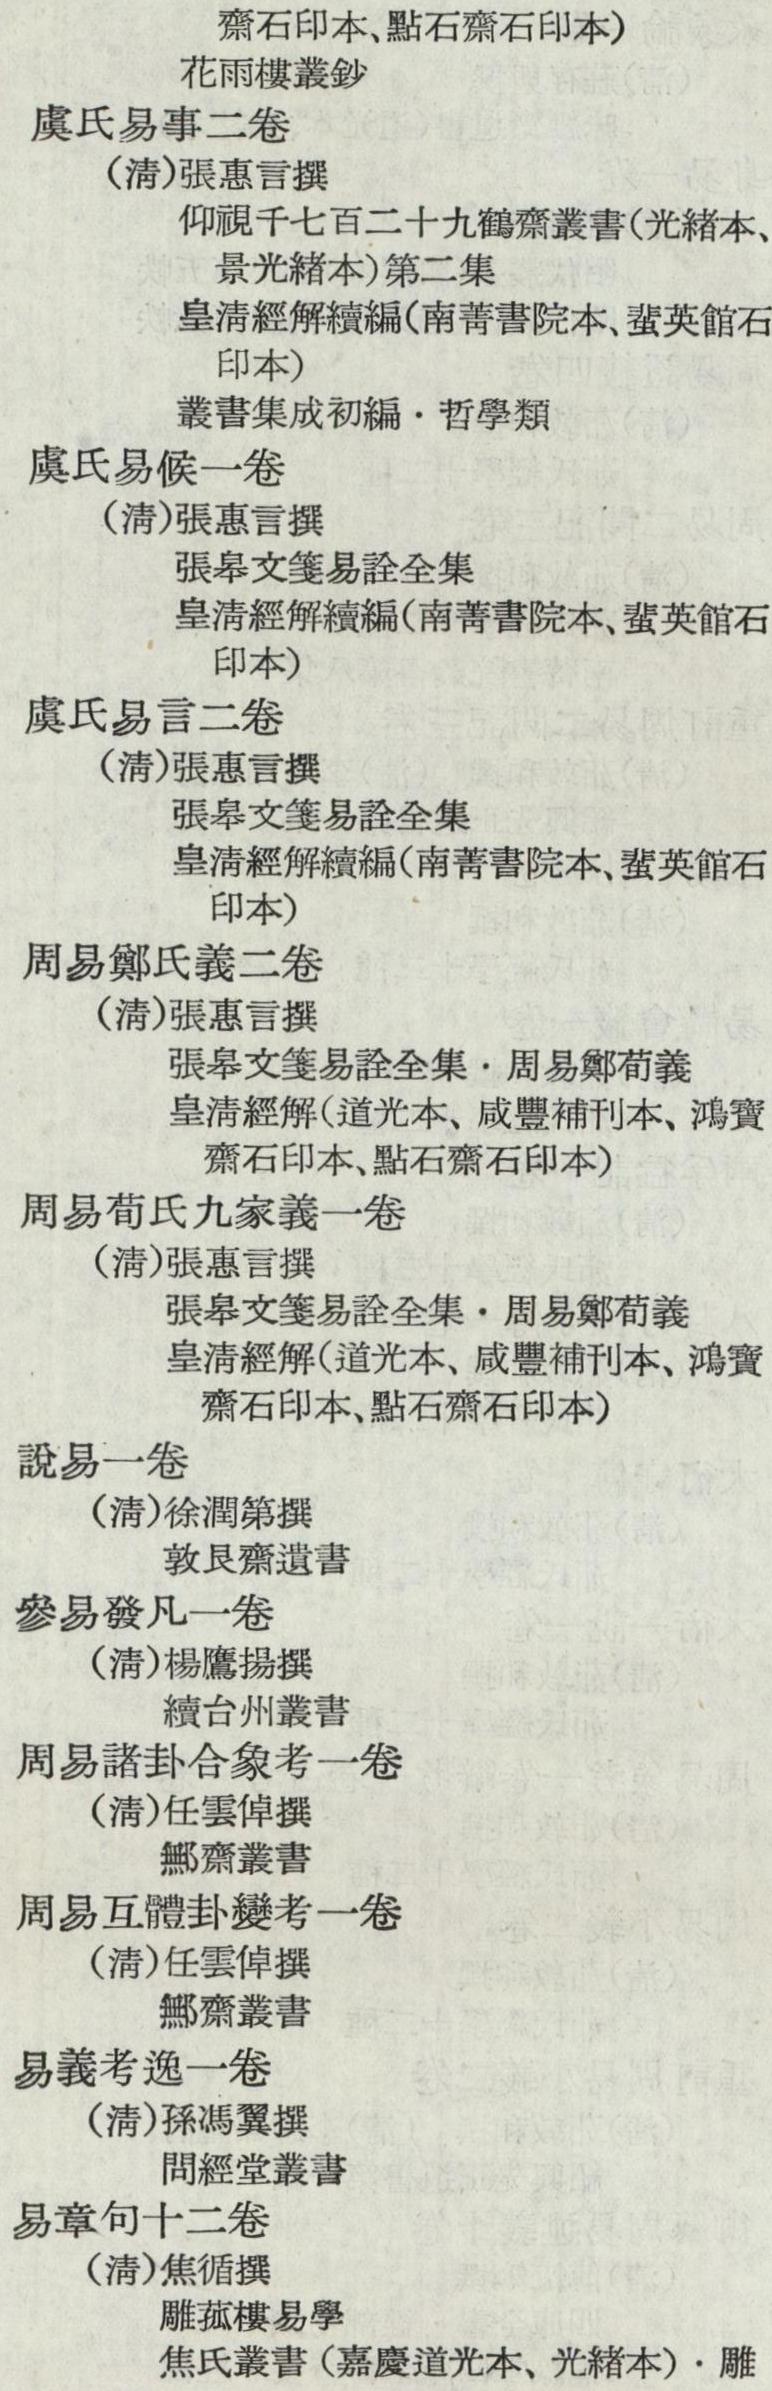 齋石印本、點石齋石印本)
花雨樓叢鈔
虞氏易事二卷
(清)張惠言撰
仰視千七百二十九鶴齋叢書(光緒本、
景光緒本)第二集
皇清經解續編(南菁書院本、蜚英館石
印本)
叢書集成初編・哲學類
虞氏易候一卷
(清)張惠言撰
張皋文箋易詮全集
皇清經解續編(南菁書院本、蜚英館石
印本)
虞氏易言二卷
(清)張惠言撰
張皋文箋易詮全集
皇清經解續編(南菁書院本、蜚英館石
印本)
周易鄭氏義二卷
(清)張惠言撰
張皋文箋易詮全集・周易鄭荀義
皇清經解(道光本、咸豐補刊本、鴻寶
齋石印本、點石齋石印本)
周易荀氏九家義一卷
(清)張惠言撰
張皋文箋易詮全集・周易鄭荀義
皇清經解(道光本、咸豐補刊本、鴻寶
齋石印本、點石齋石印本)
說易一卷
(清)徐潤第撰
敦艮齋遺書
參易發凡一卷
(清)楊鷹揚撰
續台州叢書
周易諸卦合象考一卷
(清)任雲倬撰
鄦齋叢書
周易互體卦變考一卷
(清)任雲倬撰
鄦齋叢書
易義考逸一卷
(清)孫馮翼撰
問經堂叢書
易章句十二卷
(清)焦循撰
雕菰樓易學
焦氏叢書(嘉慶道光本、光緒本)・雕